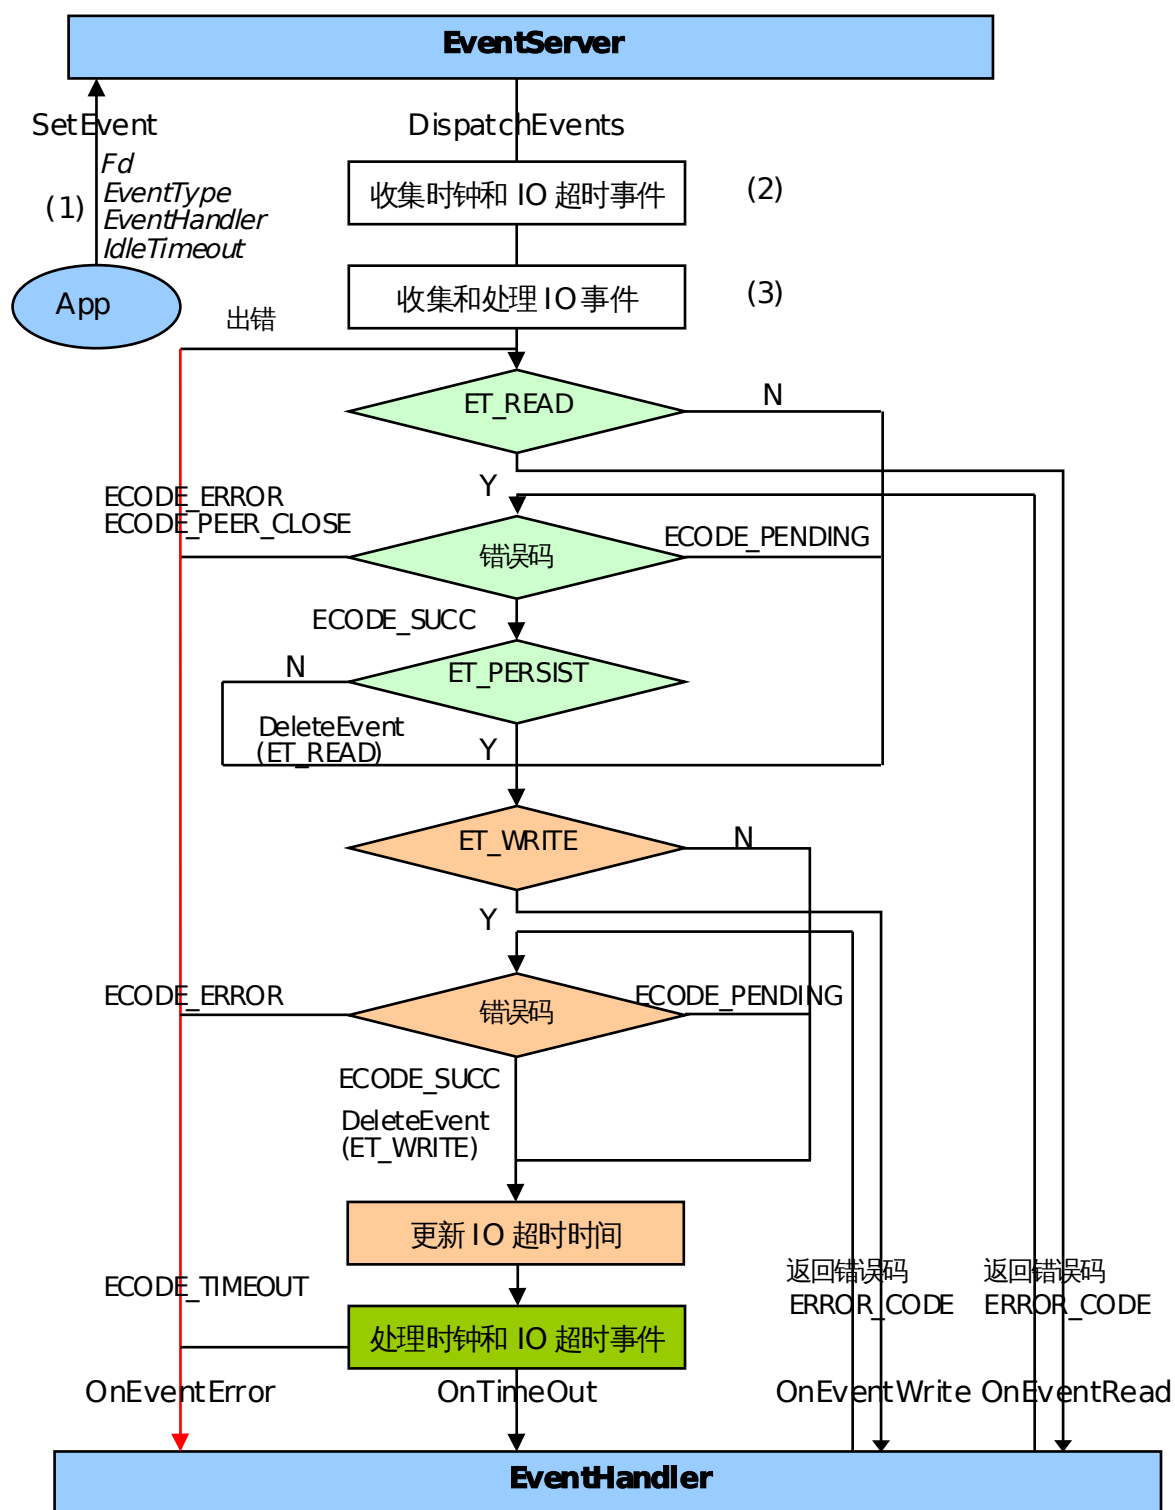 EventServer
SetEvent
DispatchEvents
Fd
EventType
EventHandler
IdleTimeout
(1)
收集时钟和 IO 超时事件
(2)
App
收集和处理 IO 事件
(3)
出错
ET_READ
N
Y
ECODE_ERROR
ECODE_PEER_CLOSE
错误码
ECODE_PENDING
ECODE_SUCC
N
ET_PERSIST
DeleteEvent
(ET_READ)
Y
ET_WRITE
N
Y
ECODE_ERROR
错误码
ECODE_PENDING
ECODE_SUCC
DeleteEvent
(ET_WRITE)
更新 IO 超时时间
返回错误码
ERROR_CODE
返回错误码
ERROR_CODE
ECODE_TIMEOUT
处理时钟和 IO 超时事件
OnEventError
OnTimeOut
OnEventWrite
OnEventRead
EventHandler